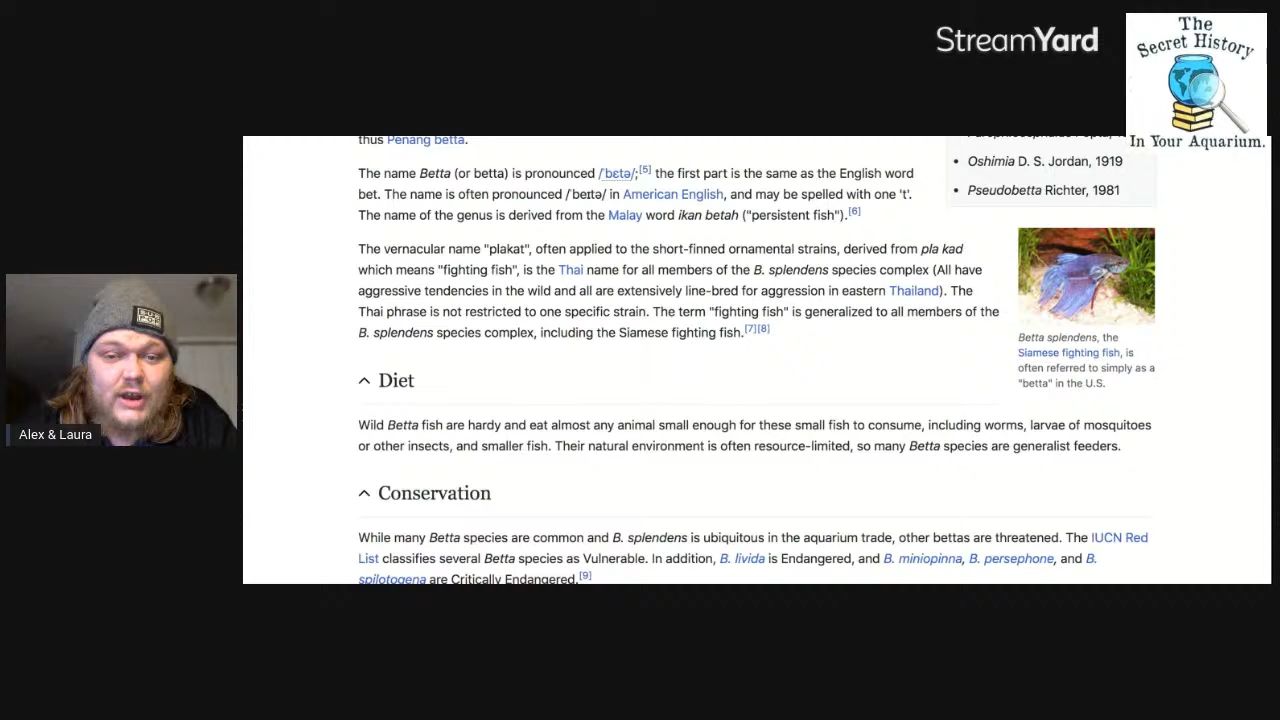 StreamYard
The
Secret History
In Your Aquarium.
thus Penang betta.
The name Betta (or betta) is pronounced /ˈbɛtə/;[5] the first part is the same as the English word
bet. The name is often pronounced /ˈbeɪtə/ in American English, and may be spelled with one 't'.
The name of the genus is derived from the Malay word ikan betah ("persistent fish").[6]
• Oshimia D. S. Jordan, 1919
• Pseudobetta Richter, 1981
The vernacular name "plakat", often applied to the short-finned ornamental strains, derived from pla kad
which means "fighting fish", is the Thai name for all members of the B. splendens species complex (All have
aggressive tendencies in the wild and all are extensively line-bred for aggression in eastern Thailand). The
Thai phrase is not restricted to one specific strain. The term "fighting fish" is generalized to all members of the
B. splendens species complex, including the Siamese fighting fish.[7][8]
Betta splendens, the
Siamese fighting fish, is
often referred to simply as a
"betta" in the U.S.
Diet
Wild Betta fish are hardy and eat almost any animal small enough for these small fish to consume, including worms, larvae of mosquitoes
or other insects, and smaller fish. Their natural environment is often resource-limited, so many Betta species are generalist feeders.
Conservation
While many Betta species are common and B. splendens is ubiquitous in the aquarium trade, other bettas are threatened. The IUCN Red
List classifies several Betta species as Vulnerable. In addition, B. livida is Endangered, and B. miniopinna, B. persephone, and B.
spilotogena are Critically Endangered.[9]
SUB
POP
Alex & Laura